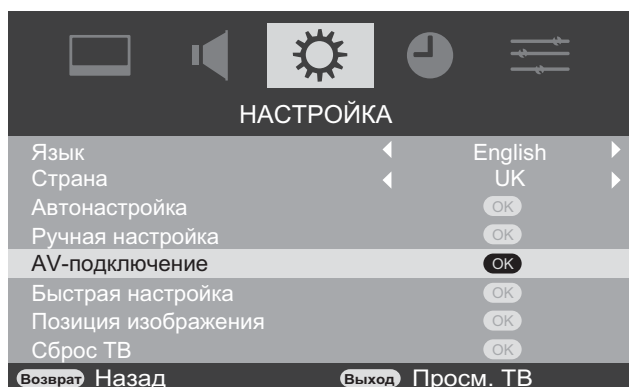 НАСТРОЙКА
Язык English
Страна UK
Автонастройка OK
Ручная настройка OK
AV-подключение OK
Быстрая настройка OK
Позиция изображения OK
Сброс ТВ OK
Возврат Назад Выход Просм. ТВ